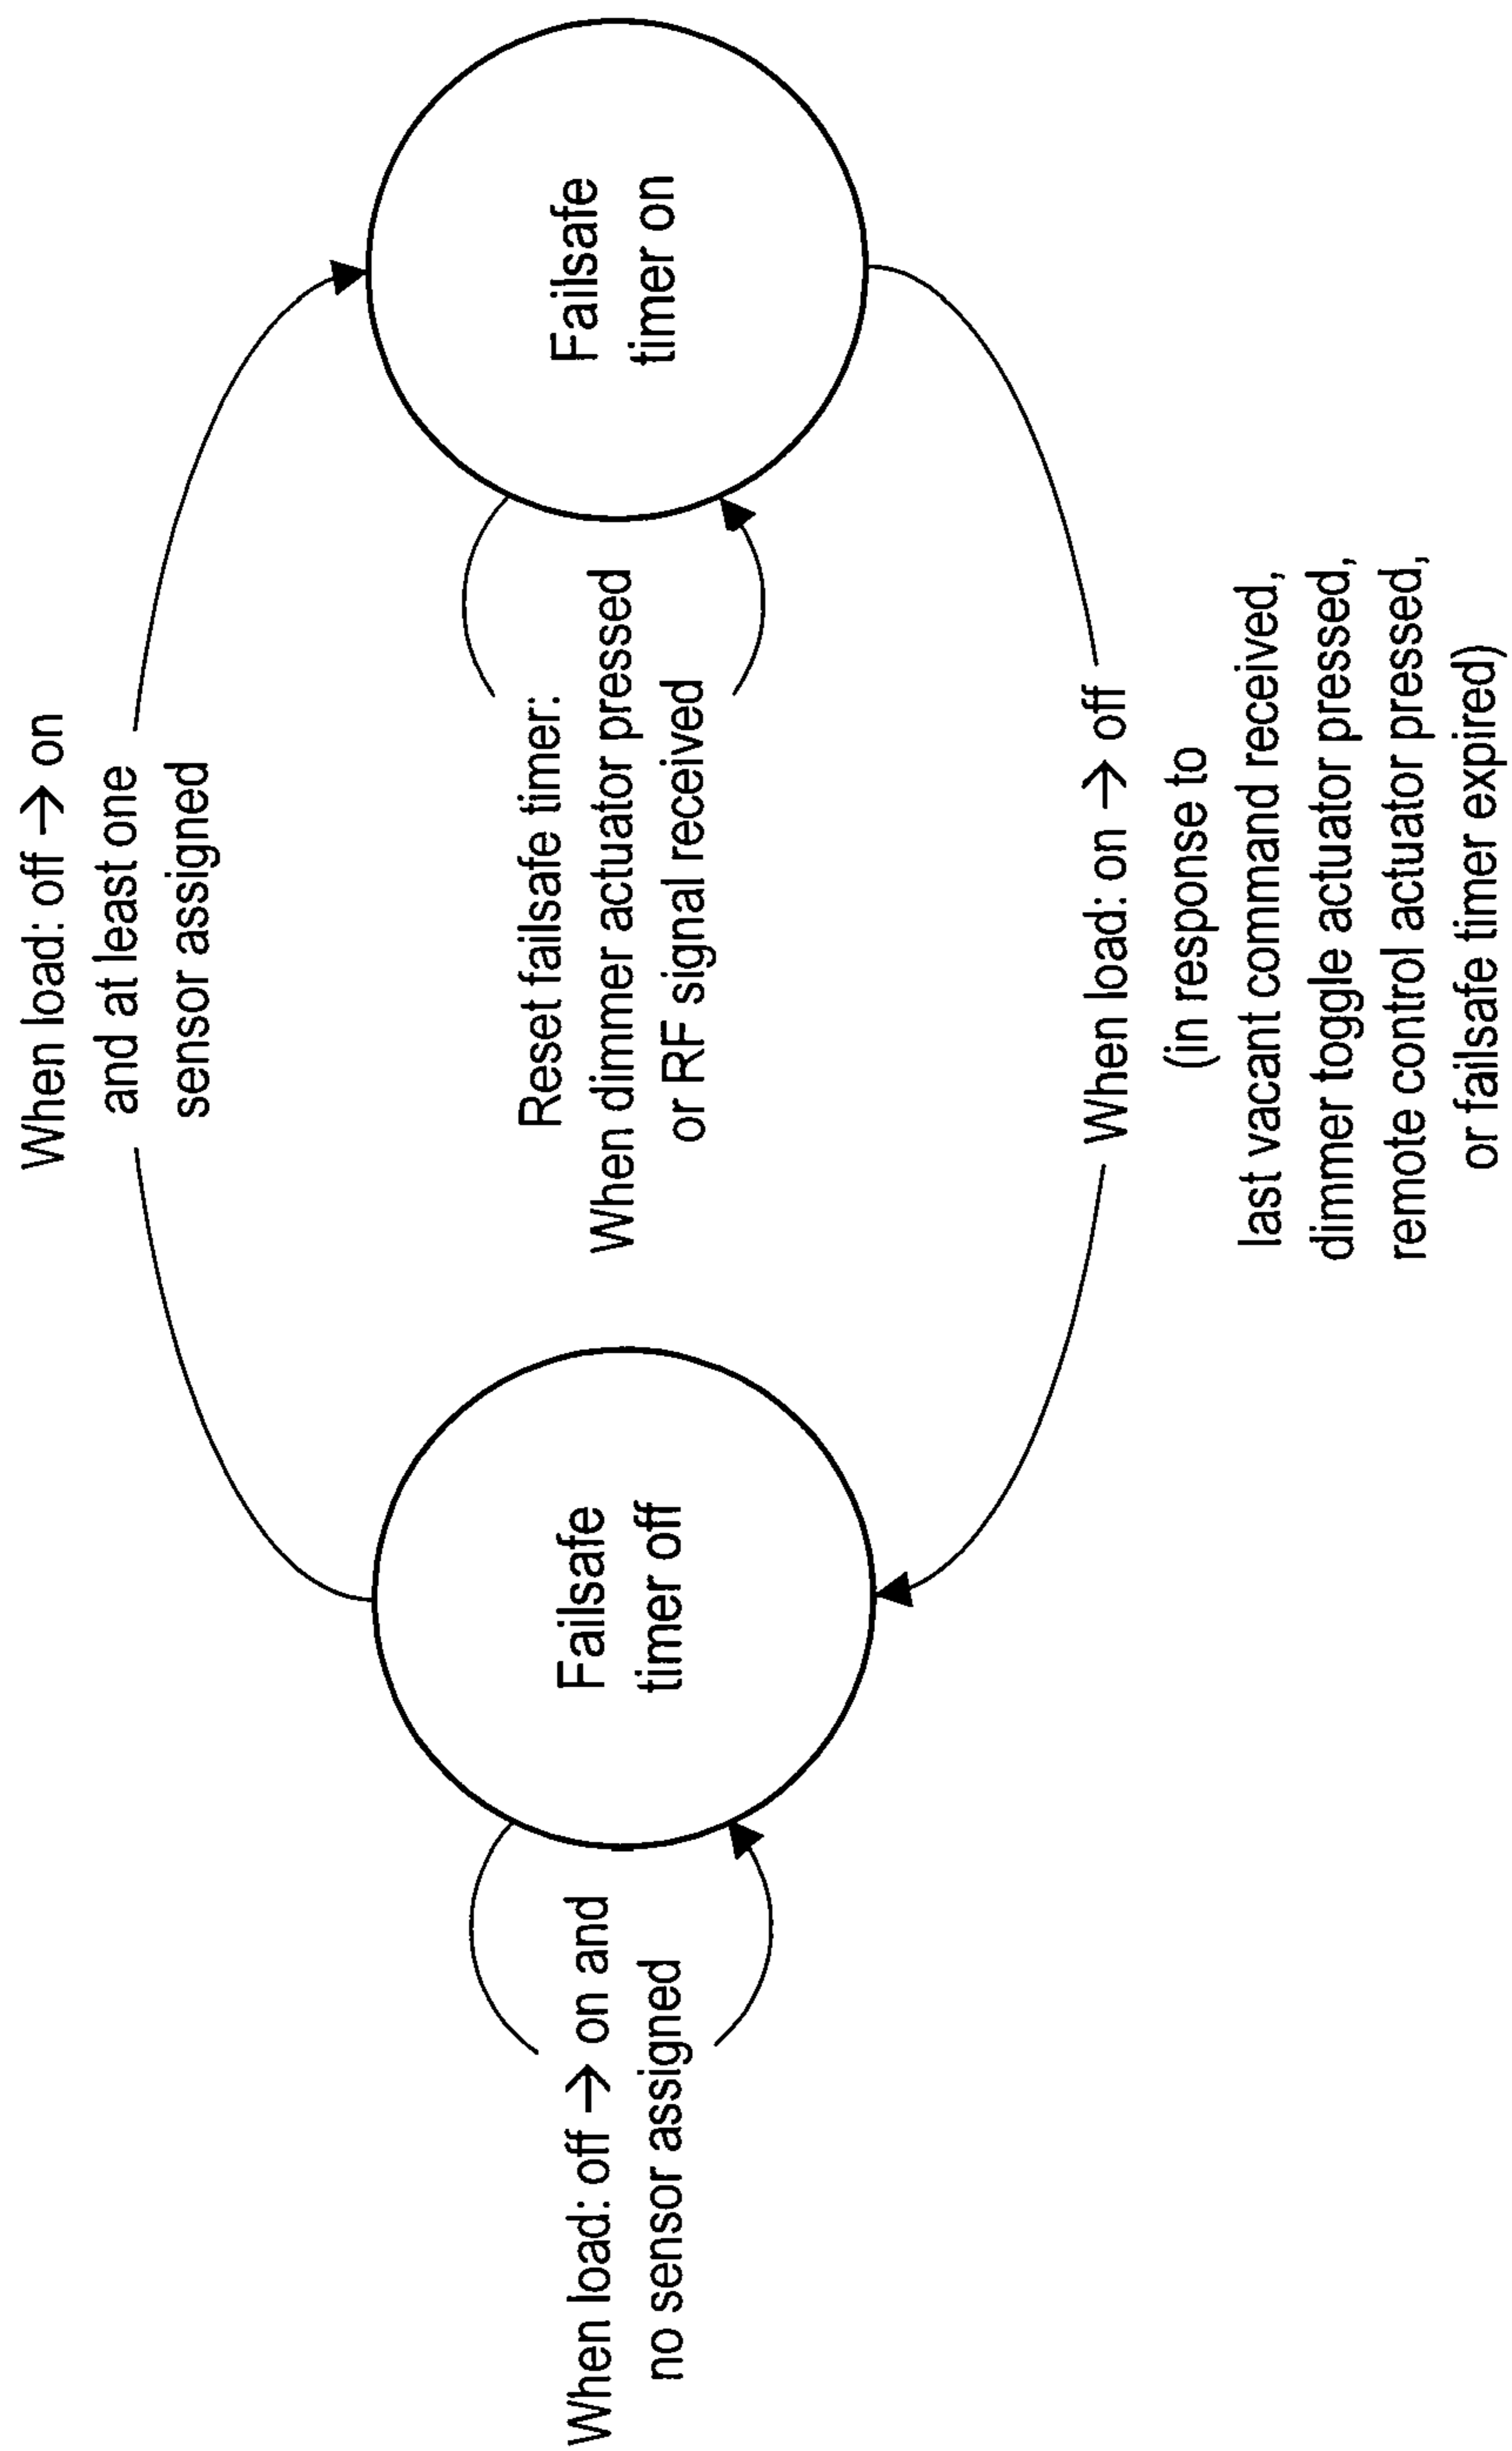 When load: off → on
and at least one
sensor assigned
When load: off → on and
no sensor assigned
Failsafe
timer off
Reset failsafe timer:
When dimmer actuator pressed
or RF signal received
Failsafe
timer on
When load: on → off
(in response to
last vacant command received,
dimmer toggle actuator pressed,
remote control actuator pressed,
or failsafe timer expired)